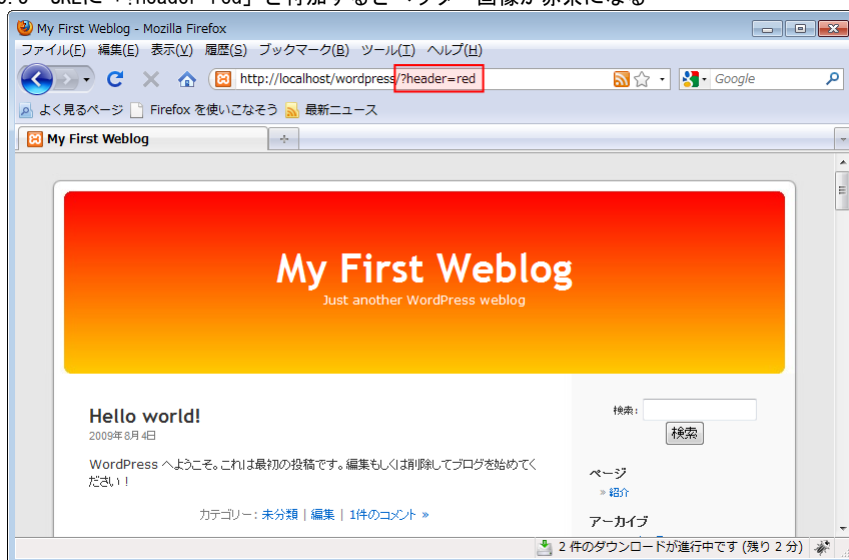 My First Weblog - Mozilla Firefox
ファイル(F) 編集(E) 表示(V) 履歴(S) ブックマーク(B) ツール(T) ヘルプ(H)
http://localhost/wordpress/?header=red
Google
よく見るページ Firefox を使いこなそう 最新ニュース
My First Weblog
My First Weblog
Just another WordPress weblog
Hello world!
2009年8月4日
WordPress へようこそ。これは最初の投稿です。編集もしくは削除してブログを始めてく
ださい!
カテゴリー: 未分類 | 編集 | 1件のコメント »
検索:
検索
ページ
» 紹介
アーカイブ
2 件のダウンロードが進行中です (残り 2 分)